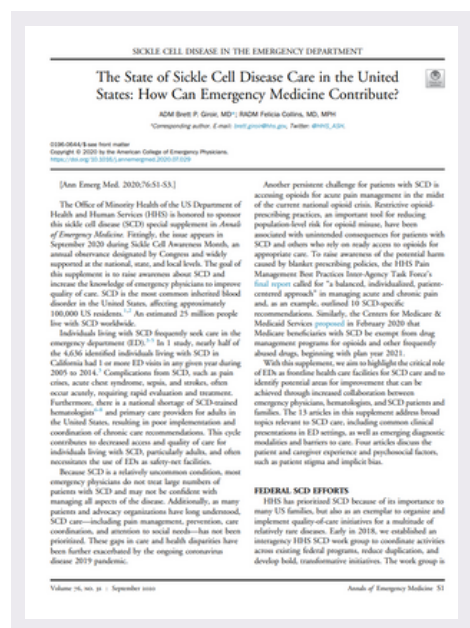 SICKLE CELL DISEASE IN THE EMERGENCY DEPARTMENT
The State of Sickle Cell Disease Care in the United
States: How Can Emergency Medicine Contribute?
ADM Brett P. Giroir, MD*; RADM Felicia Collins, MD, MPH
*Corresponding author. E-mail: brett.giroir@hhs.gov, Twitter: @HHS_ASH.
0196-0644/$-see front matter
Copyright © 2020 by the American College of Emergency Physicians.
https://doi.org/10.1016/j.annemergmed.2020.07.029
[Ann Emerg Med. 2020;76:S1-S3.]
The Office of Minority Health of the US Department of
Health and Human Services (HHS) is honored to sponsor
this sickle cell disease (SCD) special supplement in Annals
of Emergency Medicine. Fittingly, the issue appears in
September 2020 during Sickle Cell Awareness Month, an
annual observance designated by Congress and widely
supported at the national, state, and local levels. The goal of
this supplement is to raise awareness about SCD and
increase the knowledge of emergency physicians to improve
quality of care. SCD is the most common inherited blood
disorder in the United States, affecting approximately
100,000 US residents.1,2 An estimated 25 million people
live with SCD worldwide.
Individuals living with SCD frequently seek care in the
emergency department (ED).3-5 In 1 study, nearly half of
the 4,636 identified individuals living with SCD in
California had 1 or more ED visits in any given year during
2005 to 2014.3 Complications from SCD, such as pain
crises, acute chest syndrome, sepsis, and strokes, often
occur acutely, requiring rapid evaluation and treatment.
Furthermore, there is a national shortage of SCD-trained
hematologists6-8 and primary care providers for adults in
the United States, resulting in poor implementation and
coordination of chronic care recommendations. This cycle
contributes to decreased access and quality of care for
individuals living with SCD, particularly adults, and often
necessitates the use of EDs as safety-net facilities.
Because SCD is a relatively uncommon condition, most
emergency physicians do not treat large numbers of
patients with SCD and may not be confident with
managing all aspects of the disease. Additionally, as many
patients and advocacy organizations have long understood,
SCD care—including pain management, prevention, care
coordination, and attention to social needs—has not been
prioritized. These gaps in care and health disparities have
been further exacerbated by the ongoing coronavirus
disease 2019 pandemic.
Another persistent challenge for patients with SCD is
accessing opioids for acute pain management in the midst
of the current national opioid crisis. Restrictive opioid-
prescribing practices, an important tool for reducing
population-level risk for opioid misuse, have been
associated with unintended consequences for patients with
SCD and others who rely on ready access to opioids for
appropriate care. To raise awareness of the potential harm
caused by blanket prescribing policies, the HHS Pain
Management Best Practices Inter-Agency Task Force's
final report called for "a balanced, individualized, patient-
centered approach" in managing acute and chronic pain
and, as an example, outlined 10 SCD-specific
recommendations. Similarly, the Centers for Medicare &
Medicaid Services proposed in February 2020 that
Medicare beneficiaries with SCD be exempt from drug
management programs for opioids and other frequently
abused drugs, beginning with plan year 2021.
With this supplement, we aim to highlight the critical role
of EDs as frontline health care facilities for SCD care and to
identify potential areas for improvement that can be
achieved through increased collaboration between
emergency physicians, hematologists, and SCD patients and
families. The 13 articles in this supplement address broad
topics relevant to SCD care, including common clinical
presentations in ED settings, as well as emerging diagnostic
modalities and barriers to care. Four articles discuss the
patient and caregiver experience and psychosocial factors,
such as patient stigma and implicit bias.
FEDERAL SCD EFFORTS
HHS has prioritized SCD because of its importance to
many US families, but also as an exemplar to organize and
implement quality-of-care initiatives for a multitude of
relatively rare diseases. Early in 2018, we established an
interagency HHS SCD work group to coordinate activities
across existing federal programs, reduce duplication, and
develop bold, transformative initiatives. The work group is
Volume 76, no. 3s : September 2020
Annals of Emergency Medicine S1